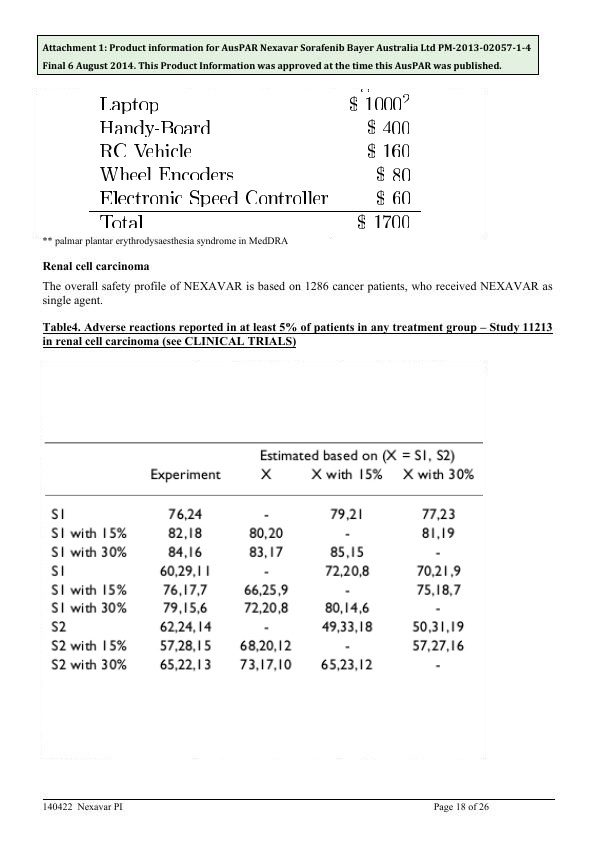 Attachment 1: Product information for AusPAR Nexavar Sorafenib Bayer Australia Ltd PM-2013-02057-1-4
Final 6 August 2014. This Product Information was approved at the time this AusPAR was published.
Laptop $ 1000²
Handy-Board $ 400
RC Vehicle $ 160
Wheel Encoders $ 80
Electronic Speed Controller $ 60
Total $ 1700
** palmar plantar erythrodysaesthesia syndrome in MedDRA
Renal cell carcinoma
The overall safety profile of NEXAVAR is based on 1286 cancer patients, who received NEXAVAR as
single agent.
Table4. Adverse reactions reported in at least 5% of patients in any treatment group – Study 11213
in renal cell carcinoma (see CLINICAL TRIALS)
Estimated based on (X = S1, S2)
Experiment X X with 15% X with 30%
S1 76,24 - 79,21 77,23
S1 with 15% 82,18 80,20 - 81,19
S1 with 30% 84,16 83,17 85,15 -
S1 60,29,11 - 72,20,8 70,21,9
S1 with 15% 76,17,7 66,25,9 - 75,18,7
S1 with 30% 79,15,6 72,20,8 80,14,6 -
S2 62,24,14 - 49,33,18 50,31,19
S2 with 15% 57,28,15 68,20,12 - 57,27,16
S2 with 30% 65,22,13 73,17,10 65,23,12 -
140422 Nexavar PI Page 18 of 26